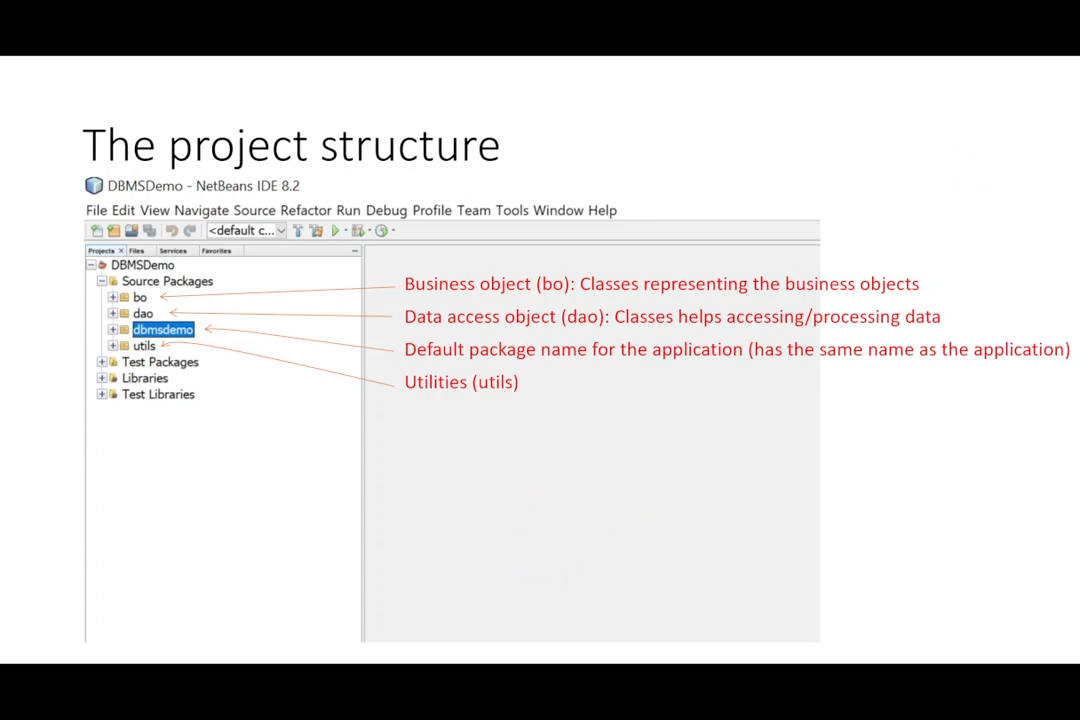 The project structure
DBMSDemo - NetBeans IDE 8.2
File Edit View Navigate Source Refactor Run Debug Profile Team Tools Window Help
<default c...
Projects Files Services Favorites
DBMSDemo
Source Packages
bo
dao
dbmsdemo
utils
Test Packages
Libraries
Test Libraries
Business object (bo): Classes representing the business objects
Data access object (dao): Classes helps accessing/processing data
Default package name for the application (has the same name as the application)
Utilities (utils)